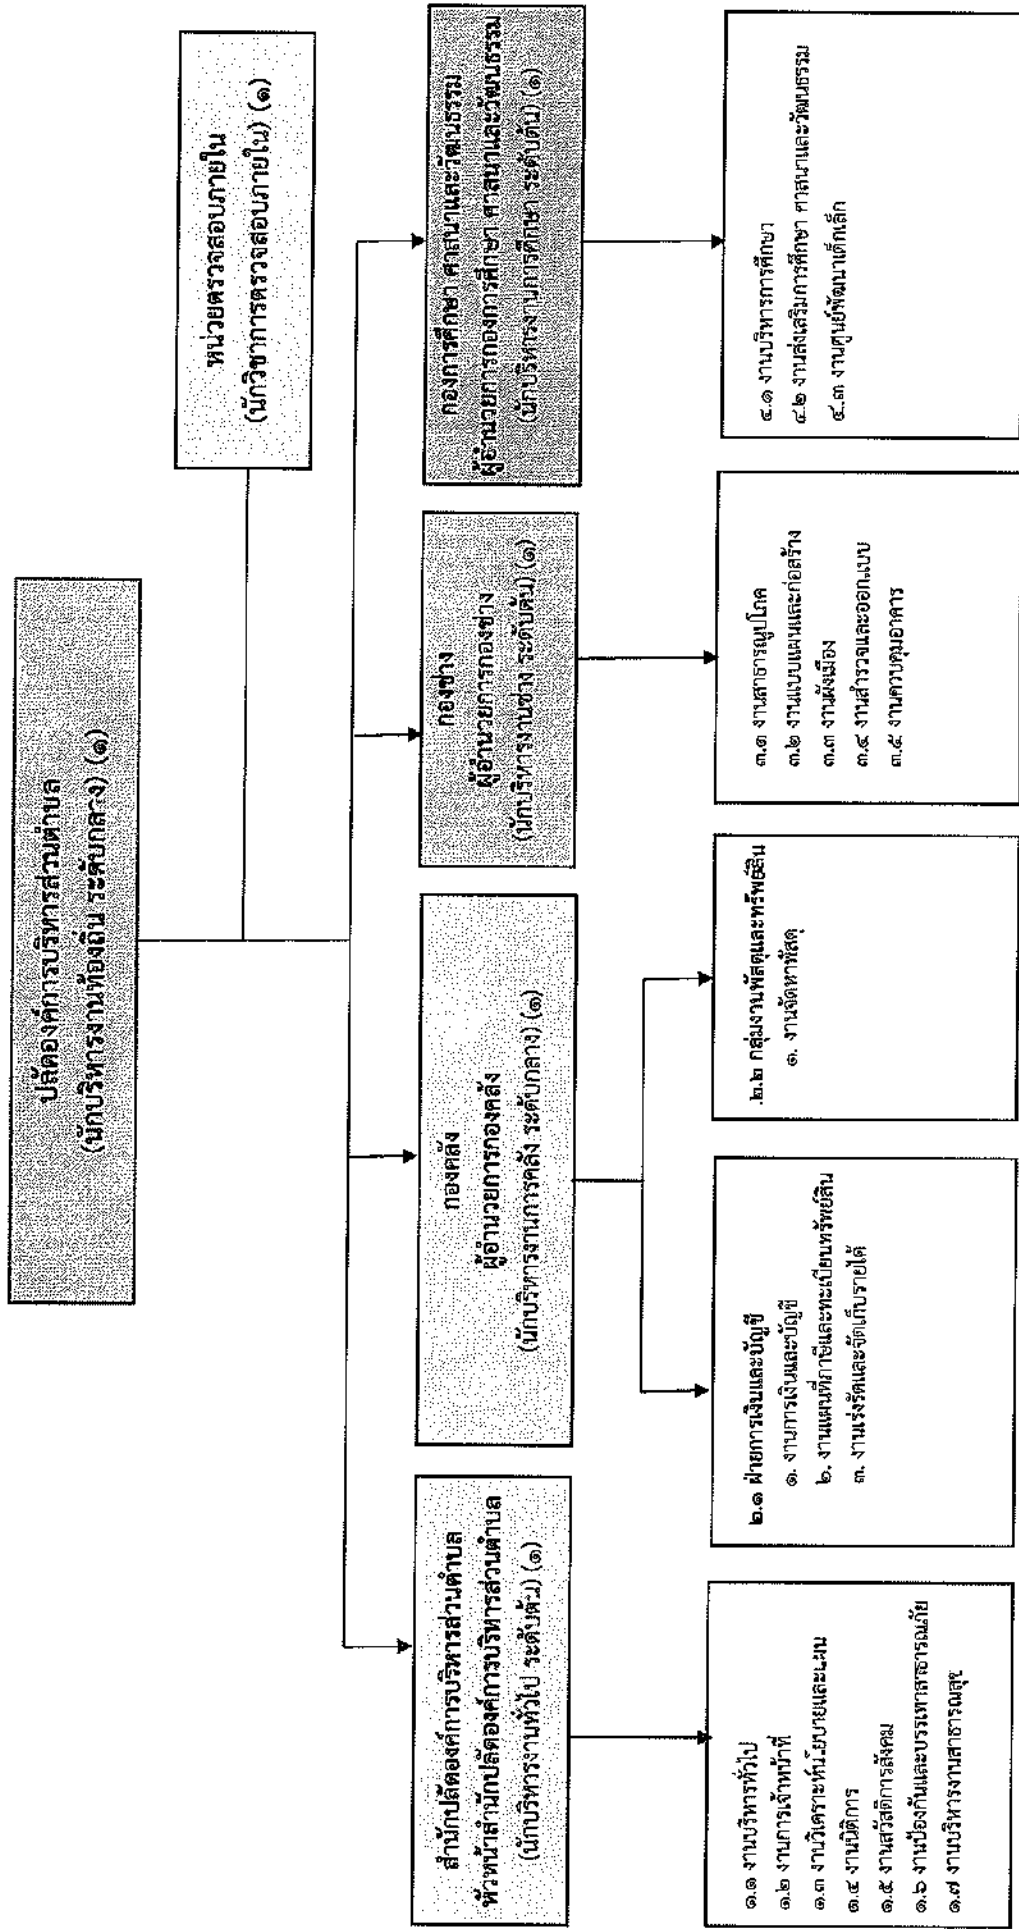 ปลัดองค์การบริหารส่วนตำบล
(นักบริหารงานท้องถิ่น ระดับกลาง) (๑)
หน่วยตรวจสอบภายใน
(นักวิชาการตรวจสอบภายใน) (๑)
สำนักปลัดองค์การบริหารส่วนตำบล
หัวหน้าสำนักปลัดองค์การบริหารส่วนตำบล
(นักบริหารงานทั่วไป ระดับต้น) (๑)
กองคลัง
ผู้อำนวยการกองคลัง
(นักบริหารงานการคลัง ระดับกลาง) (๑)
กองช่าง
ผู้อำนวยการกองช่าง
(นักบริหารงานช่าง ระดับต้น) (๑)
กองการศึกษา ศาสนาและวัฒนธรรม
ผู้อำนวยการกองการศึกษา ศาสนาและวัฒนธรรม
(นักบริหารงานการศึกษา ระดับต้น) (๑)
๑.๑ งานบริหารทั่วไป
๑.๒ งานการเจ้าหน้าที่
๑.๓ งานวิเคราะห์นโยบายและแผน
๑.๔ งานนิติการ
๑.๕ งานสวัสดิการสังคม
๑.๖ งานป้องกันและบรรเทาสาธารณภัย
๑.๗ งานบริหารงานสาธารณสุข
๒.๑ ฝ่ายการเงินและบัญชี
๑. งานการเงินและบัญชี
๒. งานแผนที่ภาษีและทะเบียนทรัพย์สิน
๓. งานเร่งรัดและจัดเก็บรายได้
.๒.๒ กลุ่มงานพัสดุและทรัพย์สิน
๑. งานจัดหาพัสดุ
๓.๑ งานสาธารณูปโภค
๓.๒ งานแบบแผนและก่อสร้าง
๓.๓ งานผังเมือง
๓.๔ งานสำรวจและออกแบบ
๓.๕ งานควบคุมอาคาร
๔.๑ งานบริหารการศึกษา
๔.๒ งานส่งเสริมการศึกษา ศาสนาและวัฒนธรรม
๔.๓ งานศูนย์พัฒนาเด็กเล็ก